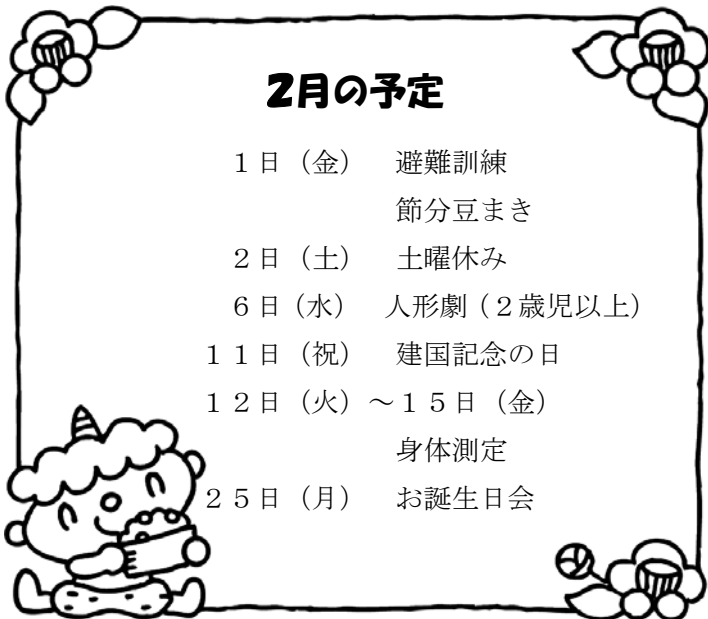 2月の予定
１日（金）　避難訓練
節分豆まき
２日（土）　土曜休み
６日（水）　人形劇（２歳児以上）
１１日（祝）　建国記念の日
１２日（火）～１５日（金）
身体測定
２５日（月）　お誕生日会